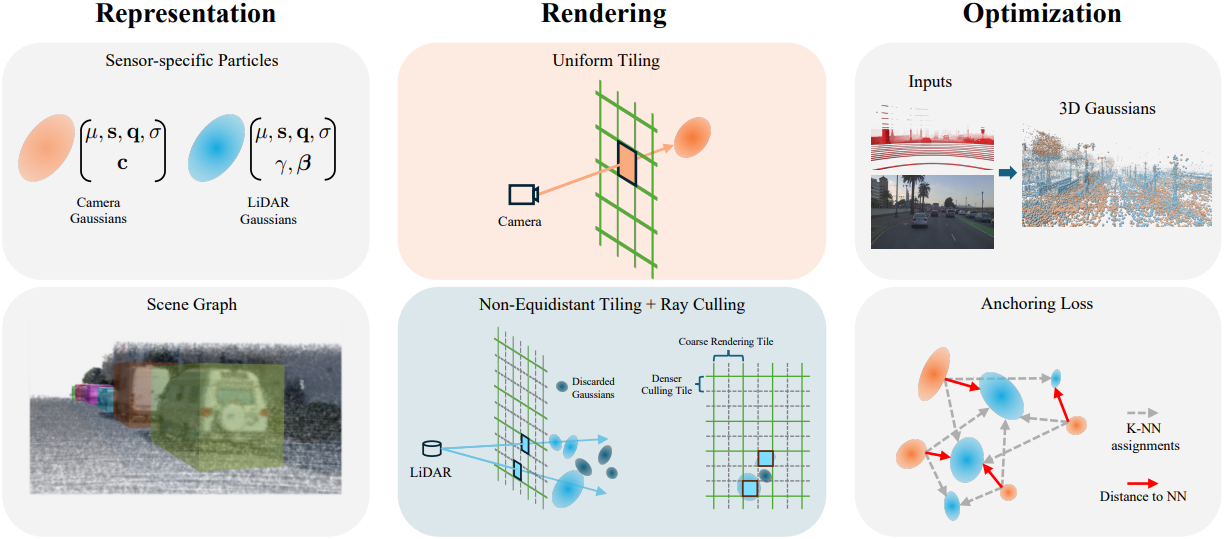 Representation
Rendering
Optimization
Sensor-specific Particles
μ, s, q, σ
c
μ, s, q, σ
γ, β
Camera
Gaussians
LiDAR
Gaussians
Uniform Tiling
Camera
Inputs
3D Gaussians
Scene Graph
Non-Equidistant Tiling + Ray Culling
Discarded
Gaussians
LiDAR
Coarse Rendering Tile
Denser
Culling Tile
Anchoring Loss
K-NN
assignments
Distance to NN